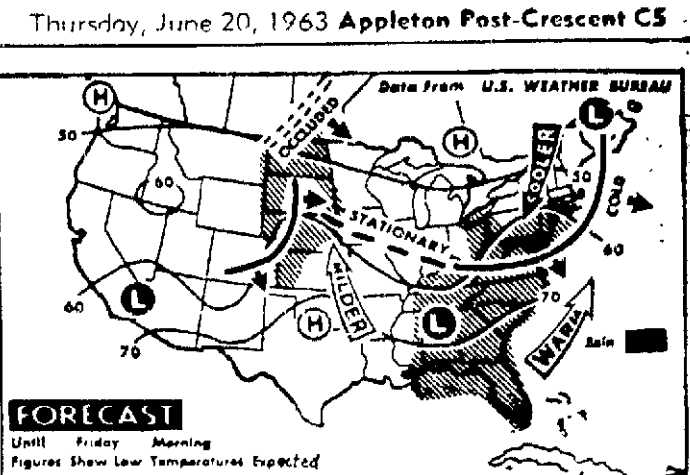 Thursday, June 20, 1963 Appleton Post-Crescent C5
Data From U.S. WEATHER BUREAU
H
L
50
OCCLUDED
H
COOLER
60
50
COLD
STATIONARY
60
60
L
MILDER
H
L
70
70
WARM
Rain
FORECAST
Until Friday Morning
Figures Show Low Temperatures Expected